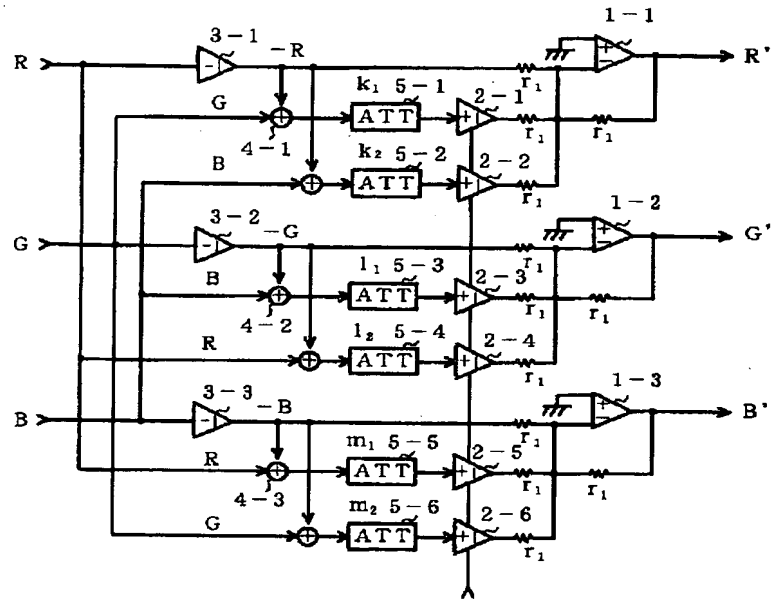 3-1 -R 1-1
R R'
r₁
G k₁ 5-1 2-1
+ ATT
4-1 r₁ r₁
B k₂ 5-2 2-2
+ ATT
r₁
3-2 -G 1-2
G G'
r₁
B l₁ 5-3 2-3
+ ATT
4-2 r₁ r₁
R l₂ 5-4 2-4
+ ATT
r₁
3-3 -B 1-3
B B'
r₁
R m₁ 5-5 2-5
+ ATT
4-3 r₁ r₁
G m₂ 5-6 2-6
+ ATT
r₁